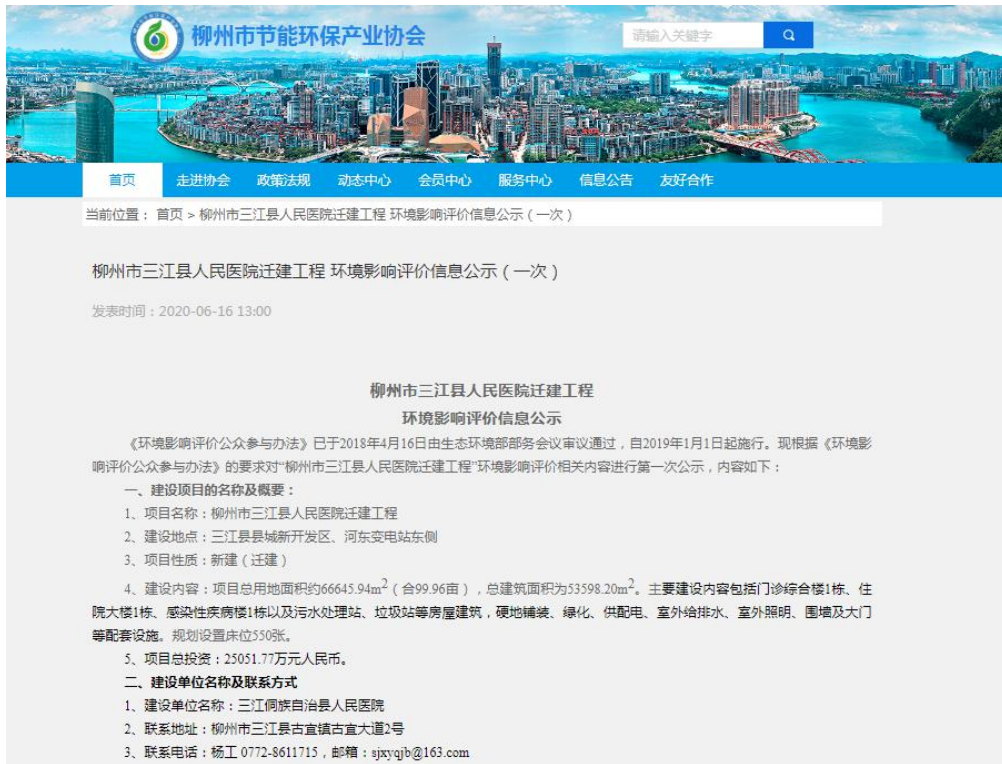 柳州市节能环保产业协会
请输入关键字
首页 走进协会 政策法规 动态中心 会员中心 服务中心 信息公告 友好合作
当前位置： 首页 > 柳州市三江县人民医院迁建工程 环境影响评价信息公示（一次）
柳州市三江县人民医院迁建工程 环境影响评价信息公示（一次）
发表时间：2020-06-16 13:00
柳州市三江县人民医院迁建工程
环境影响评价信息公示
《环境影响评价公众参与办法》已于2018年4月16日由生态环境部部务会议审议通过，自2019年1月1日起施行。现根据《环境影
响评价公众参与办法》的要求对“柳州市三江县人民医院迁建工程”环境影响评价相关内容进行第一次公示，内容如下：
一、建设项目的名称及概要：
1、项目名称：柳州市三江县人民医院迁建工程
2、建设地点：三江县县城新开发区、河东变电站东侧
3、项目性质：新建（迁建）
4、建设内容：项目总用地面积约66645.94m²（合99.96亩），总建筑面积为53598.20m²。主要建设内容包括门诊综合楼1栋、住
院大楼1栋、感染性疾病楼1栋以及污水处理站、垃圾站等房屋建筑，硬地铺装、绿化、供配电、室外给排水、室外照明、围墙及大门
等配套设施。规划设置床位550张。
5、项目总投资：25051.77万元人民币。
二、建设单位名称及联系方式
1、建设单位名称：三江侗族自治县人民医院
2、联系地址：柳州市三江县古宜镇古宜大道2号
3、联系电话：杨工 0772-8611715，邮箱：sjxyqjb@163.com